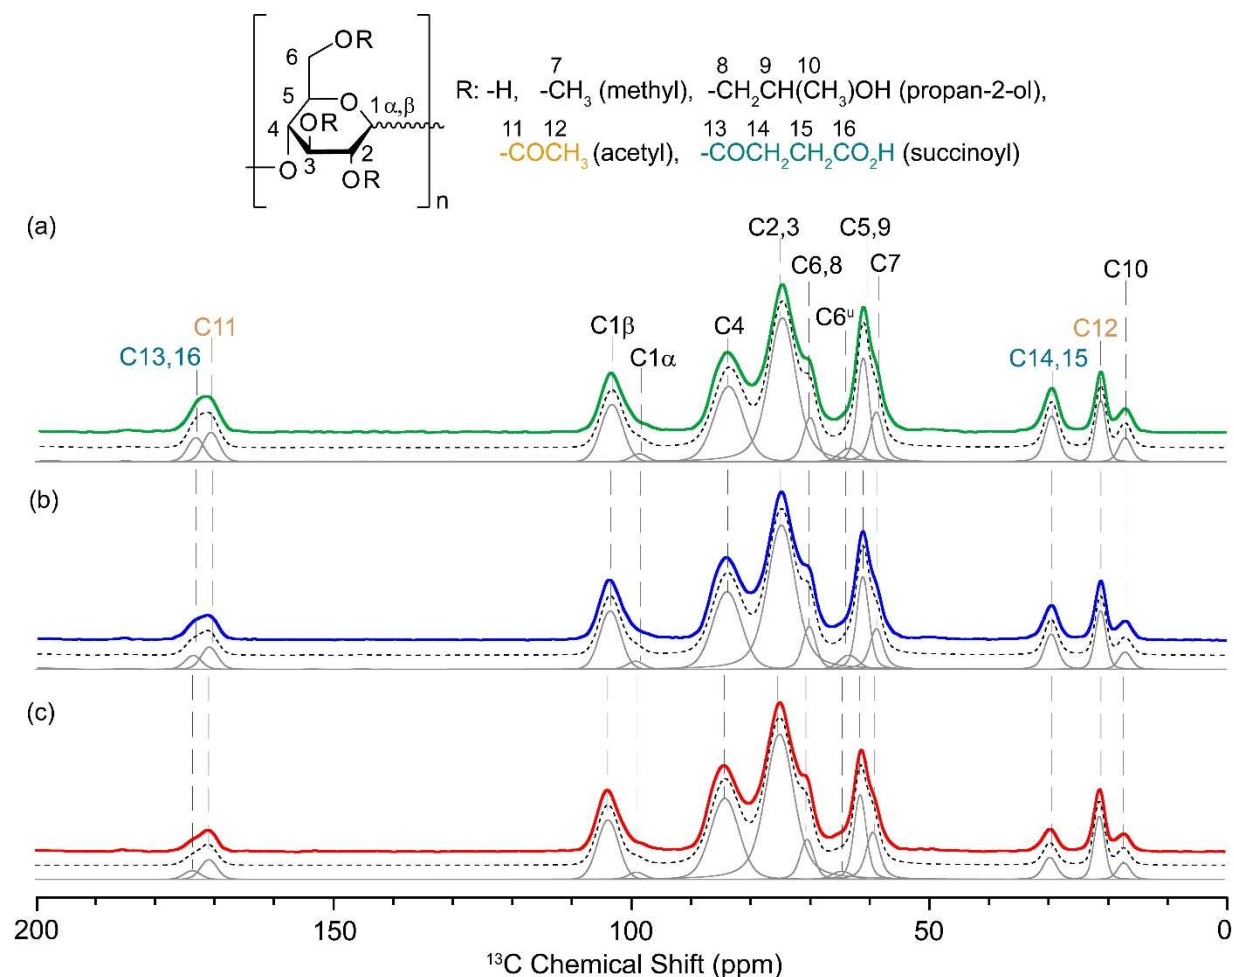 6
OR
5
O
1α,β
4
OR
3
2
O
OR
n
R: -H, -CH₃ (methyl), -CH₂CH(CH₃)OH (propan-2-ol),
7
8 9 10
11 12
-COCH₃ (acetyl), -COCH₂CH₂CO₂H (succinoyl)
13 14 15 16
(a)
C13,16
C11
C1β
C1α
C4
C2,3
C6,8
C6ᵘ
C5,9
C7
C14,15
C12
C10
(b)
(c)
200 150 100 50 0
¹³C Chemical Shift (ppm)